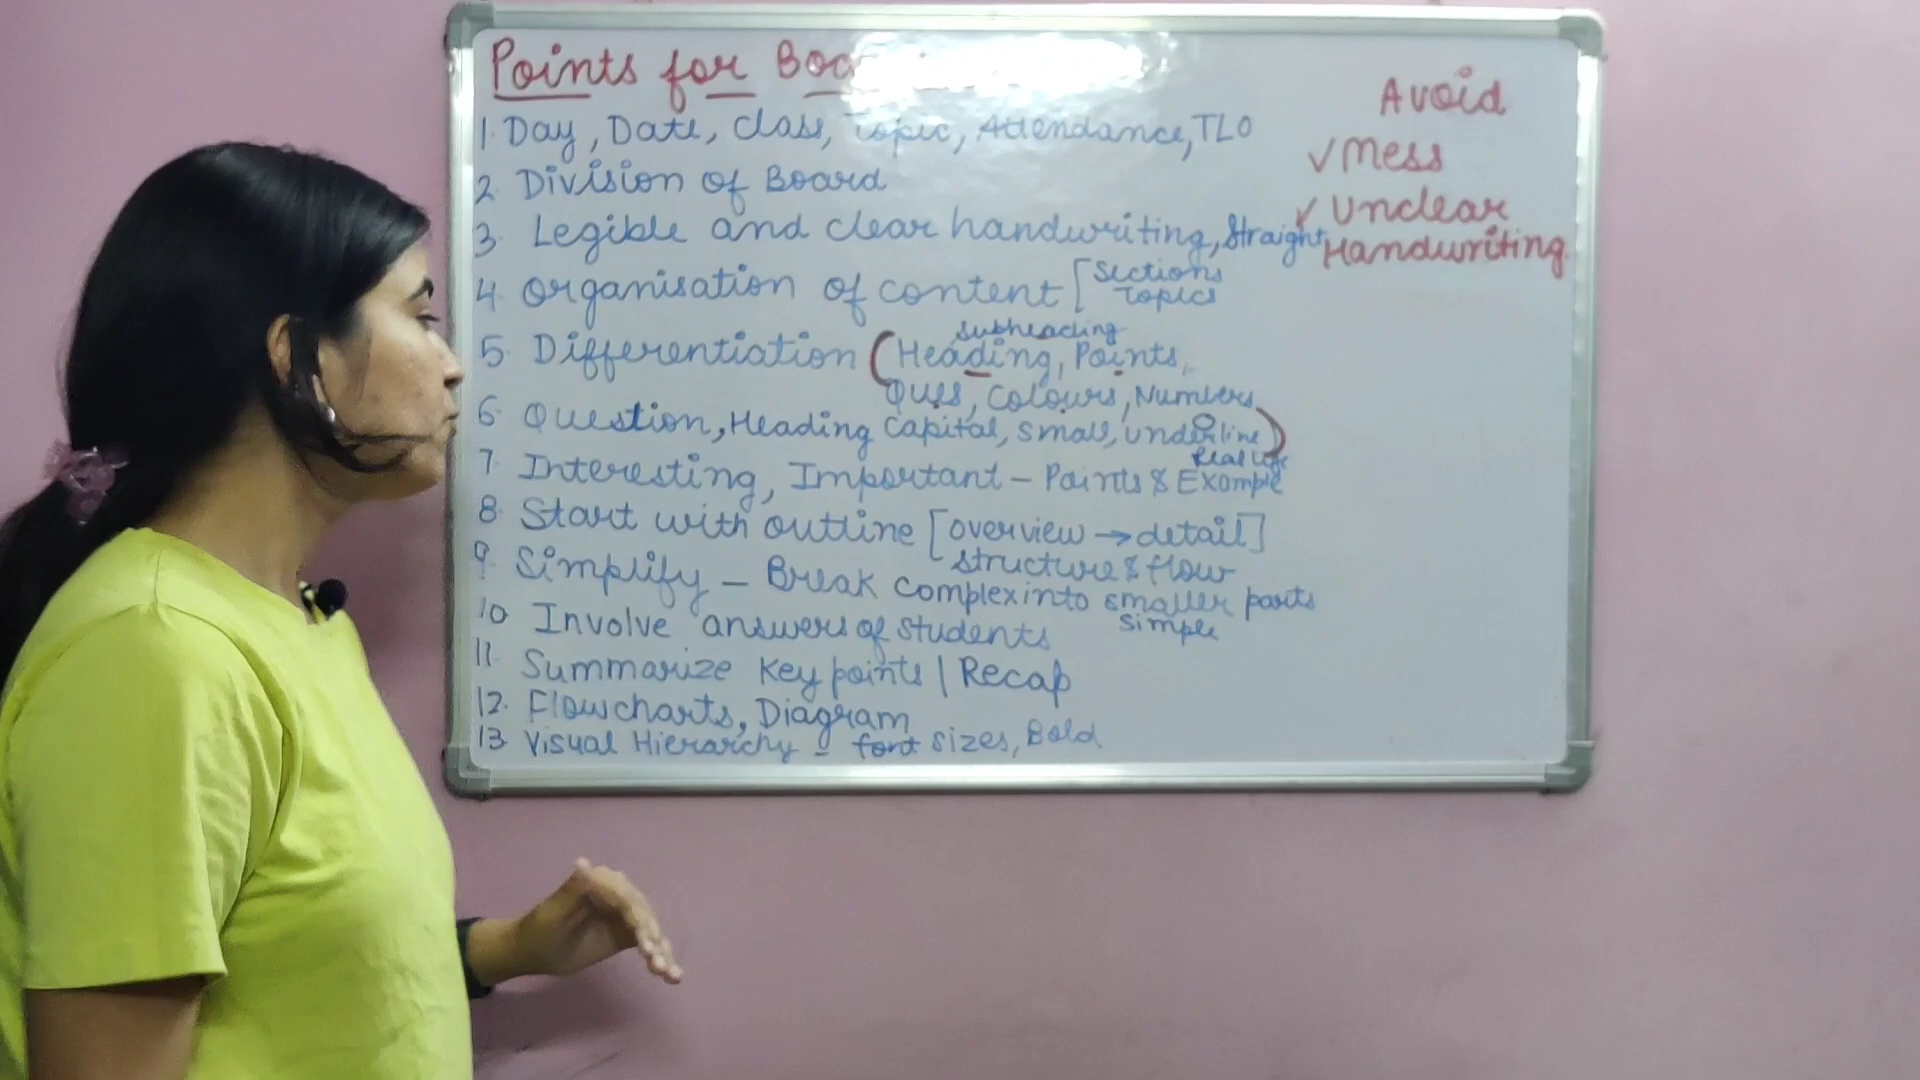 Points for Boa
1. Day, Date, Class, Topic, Attendance, TLO
2. Division of Board
3. Legible and clear handwriting, Straight
4. Organisation of content [Sections
Topics
Subheading
5. Differentiation (Heading, Points,
Ques, Colours, Numbers
6. Question, Heading Capital, Small, Underline)
Real life
7. Interesting, Important - Points & Example
8. Start with outline [overview → detail]
structure & flow
9. Simplify - Break Complex into smaller parts
simple
10. Involve answers of students
11. Summarize Key points | Recap
12. Flowcharts, Diagram
13. Visual Hierarchy - font sizes, Bold
Avoid
✓ Mess
✓ Unclear
Handwriting